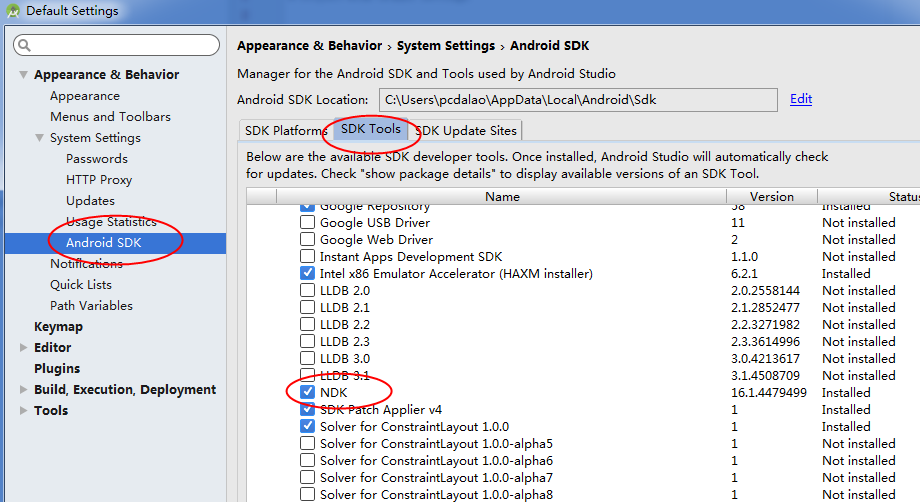 Default Settings
Appearance & Behavior
Appearance
Menus and Toolbars
System Settings
Passwords
HTTP Proxy
Updates
Usage Statistics
Android SDK
Notifications
Quick Lists
Path Variables
Keymap
Editor
Plugins
Build, Execution, Deployment
Tools
Appearance & Behavior › System Settings › Android SDK
Manager for the Android SDK and Tools used by Android Studio
Android SDK Location: C:\Users\pcdalao\AppData\Local\Android\Sdk Edit
SDK Platforms SDK Tools SDK Update Sites
Below are the available SDK developer tools. Once installed, Android Studio will automatically check
for updates. Check "show package details" to display available versions of an SDK Tool.
Name Version Status
Google Repository 58 Installed
Google USB Driver 11 Not installed
Google Web Driver 2 Not installed
Instant Apps Development SDK 1.1.0 Not installed
Intel x86 Emulator Accelerator (HAXM installer) 6.2.1 Installed
LLDB 2.0 2.0.2558144 Not installed
LLDB 2.1 2.1.2852477 Not installed
LLDB 2.2 2.2.3271982 Not installed
LLDB 2.3 2.3.3614996 Not installed
LLDB 3.0 3.0.4213617 Not installed
LLDB 3.1 3.1.4508709 Not installed
NDK 16.1.4479499 Installed
SDK Patch Applier v4 1 Installed
Solver for ConstraintLayout 1.0.0 1 Installed
Solver for ConstraintLayout 1.0.0-alpha5 1 Not installed
Solver for ConstraintLayout 1.0.0-alpha6 1 Not installed
Solver for ConstraintLayout 1.0.0-alpha7 1 Not installed
Solver for ConstraintLayout 1.0.0-alpha8 1 Not installed